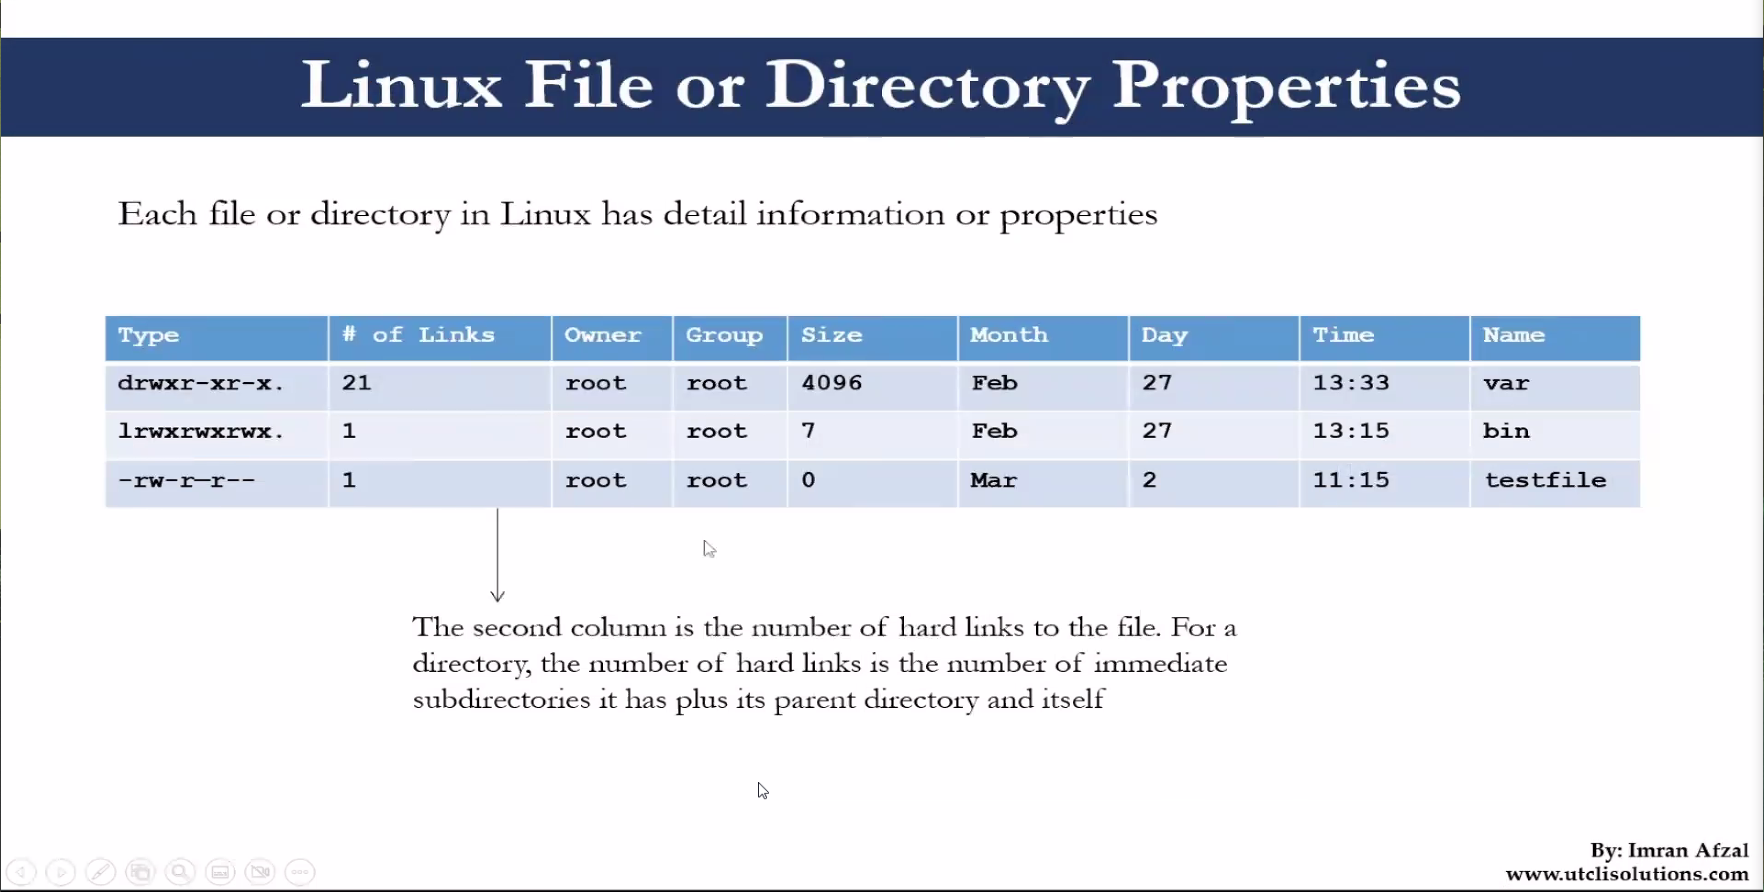 Linux File or Directory Properties
Each file or directory in Linux has detail information or properties
Type # of Links Owner Group Size Month Day Time Name
drwxr-xr-x. 21 root root 4096 Feb 27 13:33 var
lrwxrwxrwx. 1 root root 7 Feb 27 13:15 bin
-rw-r—r-- 1 root root 0 Mar 2 11:15 testfile
The second column is the number of hard links to the file. For a
directory, the number of hard links is the number of immediate
subdirectories it has plus its parent directory and itself
By: Imran Afzal
www.utclisolutions.com